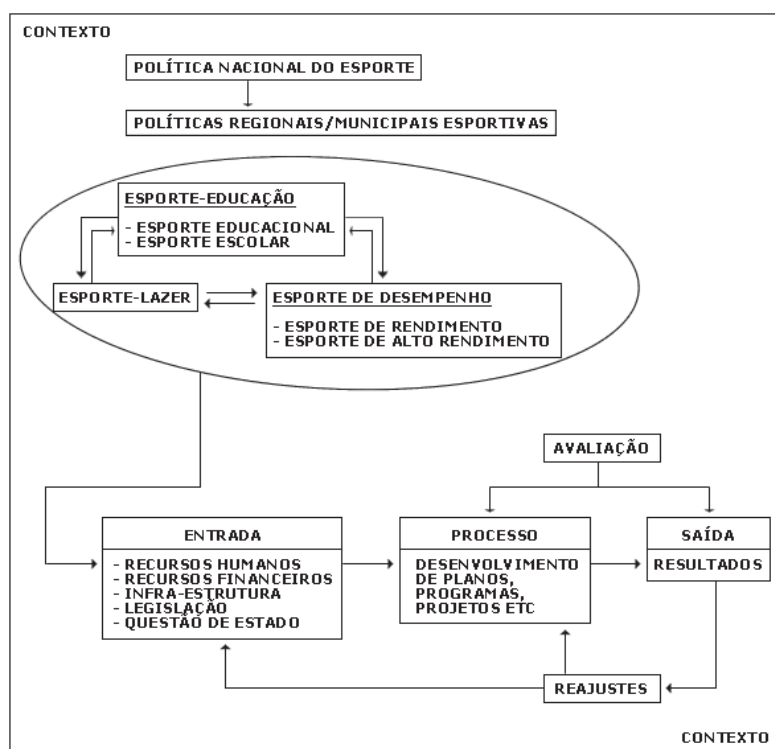 CONTEXTO
POLÍTICA NACIONAL DO ESPORTE
POLÍTICAS REGIONAIS/MUNICIPAIS ESPORTIVAS
ESPORTE-EDUCAÇÃO
- ESPORTE EDUCACIONAL
- ESPORTE ESCOLAR
ESPORTE-LAZER
ESPORTE DE DESEMPENHO
- ESPORTE DE RENDIMENTO
- ESPORTE DE ALTO RENDIMENTO
AVALIAÇÃO
ENTRADA
- RECURSOS HUMANOS
- RECURSOS FINANCEIROS
- INFRA-ESTRUTURA
- LEGISLAÇÃO
- QUESTÃO DE ESTADO
PROCESSO
DESENVOLVIMENTO
DE PLANOS,
PROGRAMAS,
PROJETOS ETC
SAÍDA
RESULTADOS
REAJUSTES
CONTEXTO